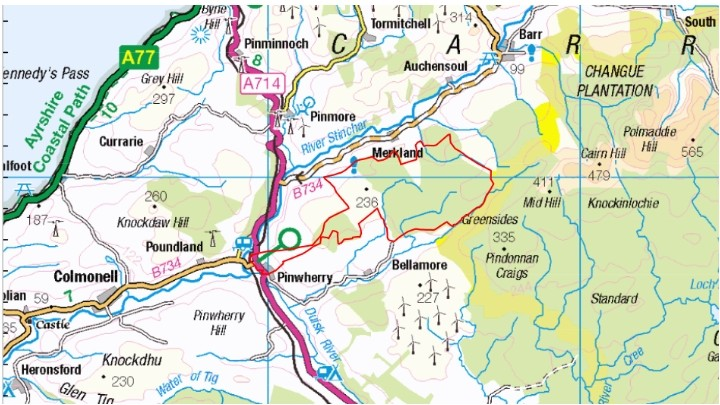 Byne
Hill
Tormitchell
314
South
Pinminnoch
C
A
R
R
Barr
A77
8
Auchensoul
99
Kennedy's Pass
Grey Hill
297
A714
CHANGUE
PLANTATION
Ayrshire
Coastal Path
10
Pinmore
River Stinchar
Polmaddie
Hill
565
Currarie
Merkland
Cairn Hill
479
B734
411
Mid Hill
187
260
Knockdaw Hill
236
Greensides
Knockinlochie
335
Poundland
Pindonnan
Craigs
Colmonell
B734
Pinwherry
Bellamore
227
59
7
Castle
Pinwherry
Hill
Duisk River
Standard
Loch
Knockdhu
230
Heronsford
Glen Tig
Water of Tig
River
Cree